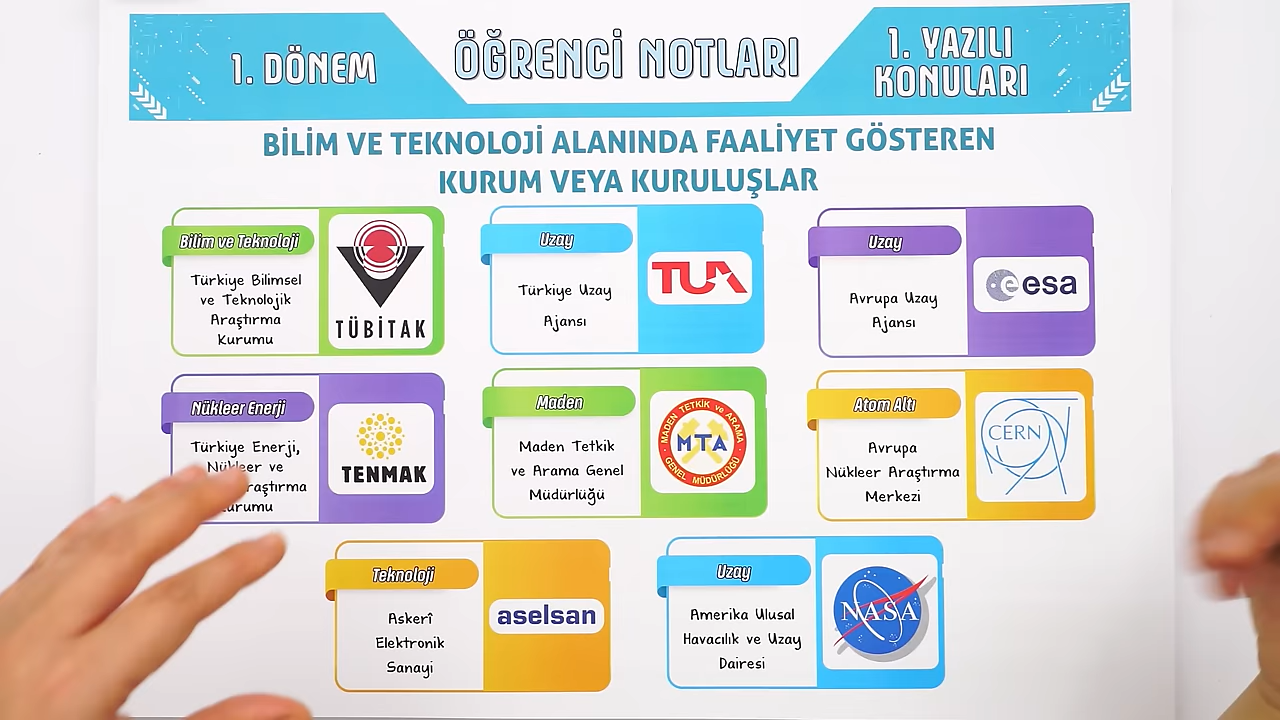 1. DÖNEM
ÖĞRENCİ NOTLARI
1. YAZILI
KONULARI
BİLİM VE TEKNOLOJİ ALANINDA FAALİYET GÖSTEREN
KURUM VEYA KURULUŞLAR
Bilim ve Teknoloji
Türkiye Bilimsel
ve Teknolojik
Araştırma
Kurumu
TÜBİTAK
Uzay
Türkiye Uzay
Ajansı
TUA
Uzay
Avrupa Uzay
Ajansı
esa
Nükleer Enerji
Türkiye Enerji,
Nükleer ve
TENMAK
Maden
Maden Tetkik
ve Arama Genel
Müdürlüğü
MADEN TETKİK ve ARAMA
MTA
GENEL MÜDÜRLÜĞÜ
Atom Altı
Avrupa
Nükleer Araştırma
Merkezi
CERN
Teknoloji
Askerî
Elektronik
Sanayi
aselsan
Uzay
Amerika Ulusal
Havacılık ve Uzay
Dairesi
NASA